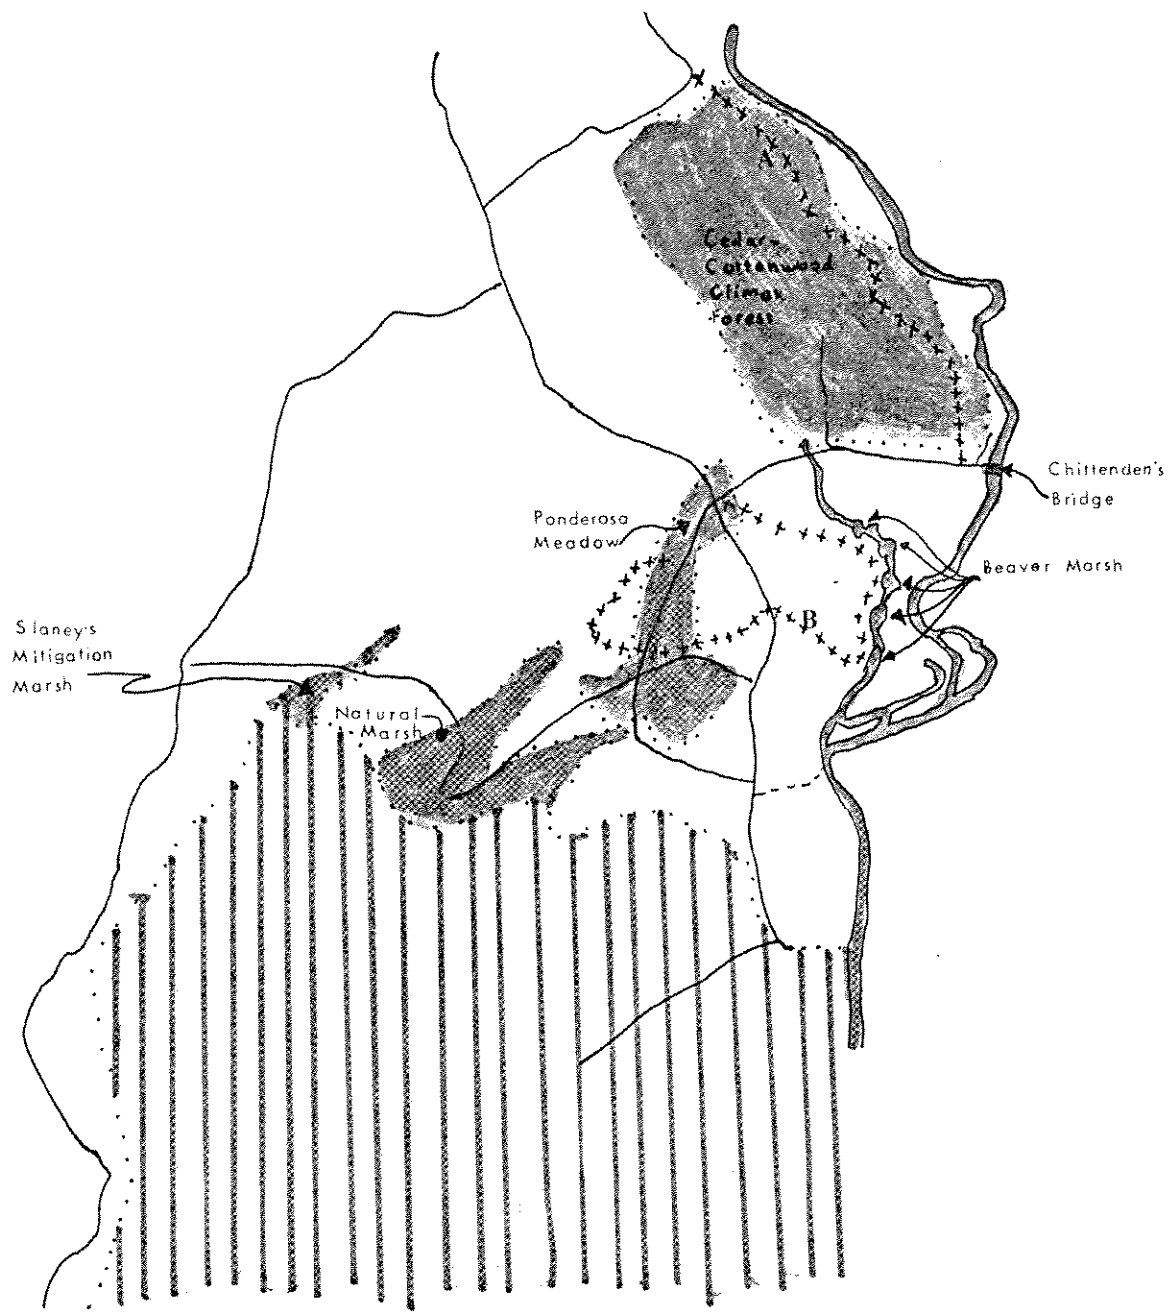 A
Cedar-
Cottonwood
Climax
Forest
Chittenden's
Bridge
Ponderosa
Meadow
Beaver Marsh
B
Slaney's
Mitigation
Marsh
Natural
Marsh